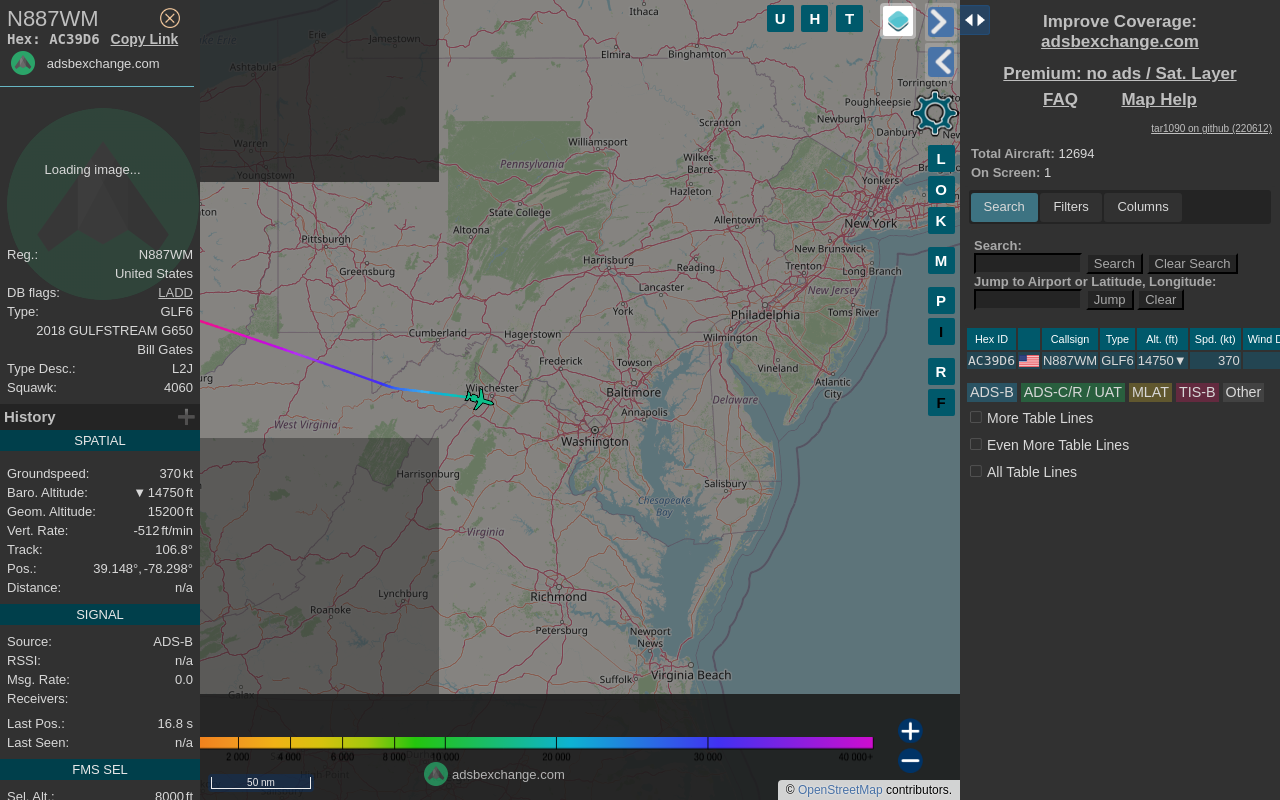 N887WM
Hex: AC39D6 Copy Link
adsbexchange.com
Loading image...
Reg.: N887WM
United States
DB flags: LADD
Type: GLF6
2018 GULFSTREAM G650
Bill Gates
Type Desc.: L2J
Squawk: 4060
History
SPATIAL
Groundspeed: 370 kt
Baro. Altitude: ▼ 14750 ft
Geom. Altitude: 15200 ft
Vert. Rate: -512 ft/min
Track: 106.8°
Pos.: 39.148°, -78.298°
Distance: n/a
SIGNAL
Source: ADS-B
RSSI: n/a
Msg. Rate: 0.0
Receivers:
Last Pos.: 16.8 s
Last Seen: n/a
FMS SEL
Sel. Alt.: 8000 ft
U H T
L
O
K
M
P
I
R
F
Ithaca
Erie
Jamestown
Elmira
Binghamton
Ashtabula
Torrington
Poughkeepsie
Newburgh
Scranton
Danbury
Warren
Williamsport
Pennsylvania
Wilkes-
Barre
Youngstown
Yonkers
Hazleton
State College
Allentown
New York
Altoona
Pittsburgh
New Brunswick
Harrisburg
Reading
Trenton
Long Branch
Greensburg
Lancaster
New Jersey
York
Philadelphia
Toms River
Cumberland
Hagerstown
Wilmington
Frederick
Towson
Vineland
Winchester
Baltimore
Atlantic
City
Delaware
Annapolis
West Virginia
Washington
Harrisonburg
Salisbury
Chesapeake
Bay
Virginia
Lynchburg
Richmond
Roanoke
Petersburg
Newport
News
Virginia Beach
Suffolk
2 000 4 000 6 000 8 000 10 000 20 000 30 000 40 000+
adsbexchange.com
50 nm
© OpenStreetMap contributors.
Improve Coverage:
adsbexchange.com
Premium: no ads / Sat. Layer
FAQ Map Help
tar1090 on github (220612)
Total Aircraft: 12694
On Screen: 1
Search Filters Columns
Search:
Search Clear Search
Jump to Airport or Latitude, Longitude:
Jump Clear
Hex ID Callsign Type Alt. (ft) Spd. (kt) Wind D
AC39D6 N887WM GLF6 14750▼ 370
ADS-B ADS-C/R / UAT MLAT TIS-B Other
More Table Lines
Even More Table Lines
All Table Lines